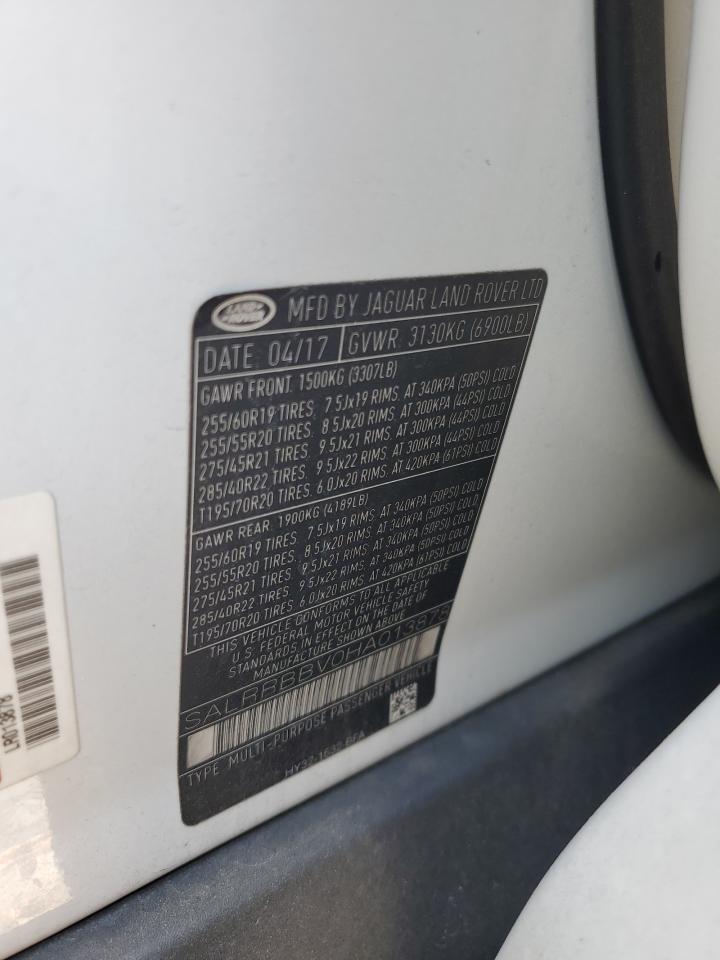 LAND ROVER
MFD BY JAGUAR LAND ROVER LTD
DATE: 04/17 GVWR: 3130KG (6900LB)
GAWR FRONT. 1500KG (3307LB)
255/60R19 TIRES. 7.5Jx19 RIMS. AT 340KPA (50PSI) COLD
255/55R20 TIRES. 8.5Jx20 RIMS. AT 300KPA (44PSI) COLD
275/45R21 TIRES. 9.5Jx21 RIMS. AT 300KPA (44PSI) COLD
285/40R22 TIRES. 9.5Jx22 RIMS. AT 300KPA (44PSI) COLD
T195/70R20 TIRES. 6.0Jx20 RIMS. AT 420KPA (61PSI) COLD
GAWR REAR. 1900KG (4189LB)
255/60R19 TIRES. 7.5Jx19 RIMS. AT 340KPA (50PSI) COLD
255/55R20 TIRES. 8.5Jx20 RIMS. AT 340KPA (50PSI) COLD
275/45R21 TIRES. 9.5Jx21 RIMS. AT 340KPA (50PSI) COLD
285/40R22 TIRES. 9.5Jx22 RIMS. AT 340KPA (50PSI) COLD
T195/70R20 TIRES. 6.0Jx20 RIMS. AT 420KPA (61PSI) COLD
THIS VEHICLE CONFORMS TO ALL APPLICABLE
U.S. FEDERAL MOTOR VEHICLE SAFETY
STANDARDS IN EFFECT ON THE DATE OF
MANUFACTURE SHOWN ABOVE.
SALRRBBV0HA013878
TYPE: MULTI-PURPOSE PASSENGER VEHICLE